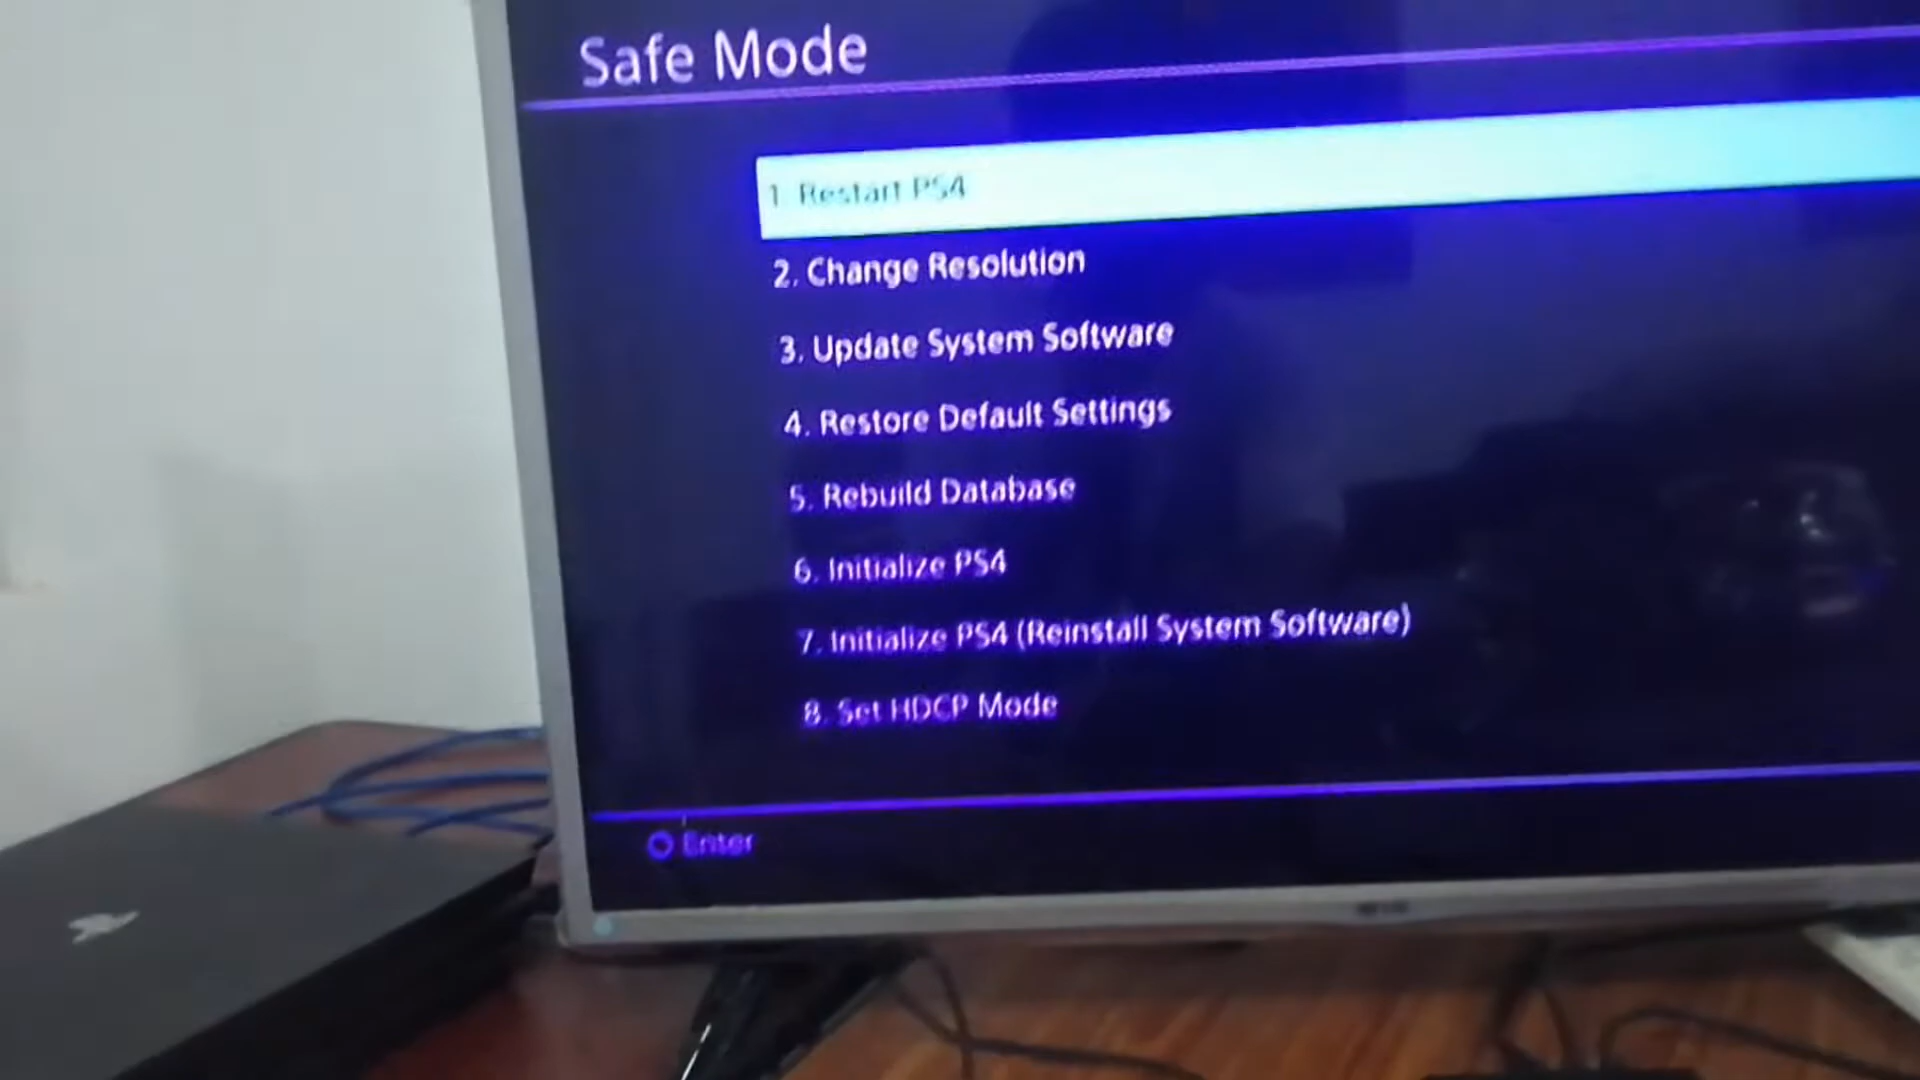 Safe Mode
1. Restart PS4
2. Change Resolution
3. Update System Software
4. Restore Default Settings
5. Rebuild Database
6. Initialize PS4
7. Initialize PS4 (Reinstall System Software)
8. Set HDCP Mode
Enter